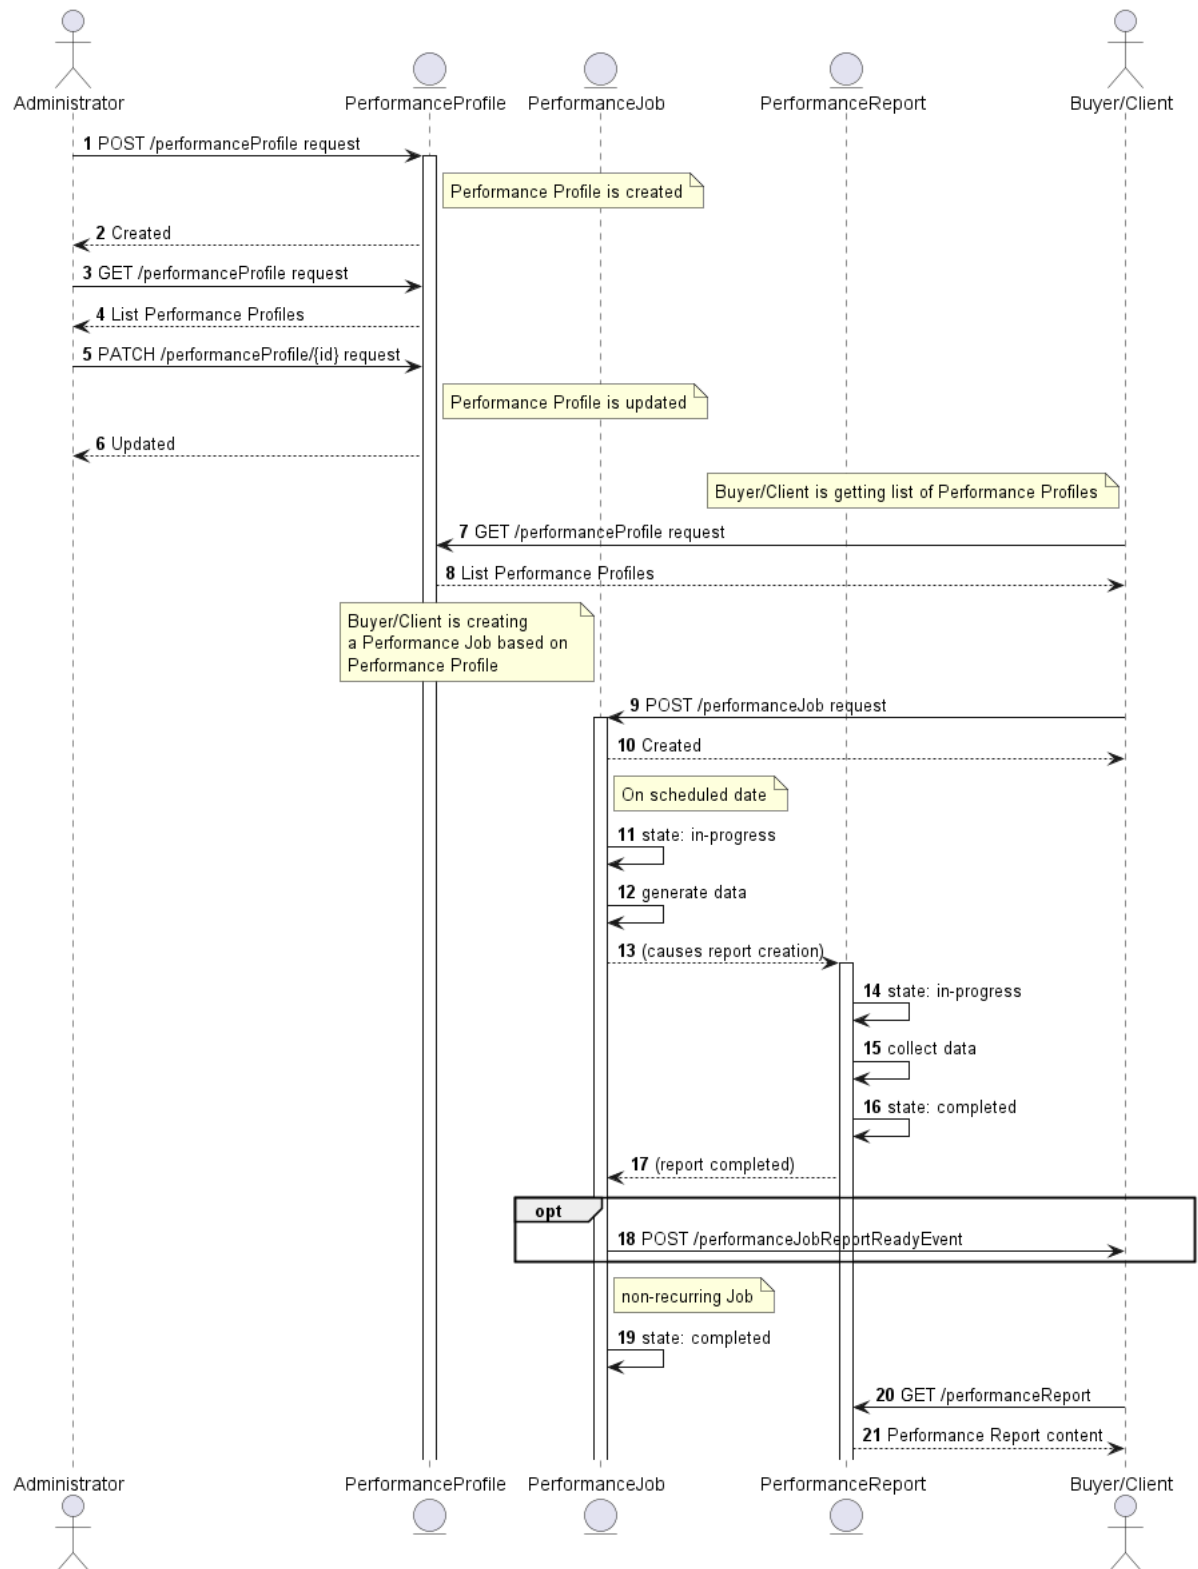 Administrator
PerformanceProfile
PerformanceJob
PerformanceReport
Buyer/Client
1 POST /performanceProfile request
Performance Profile is created
2 Created
3 GET /performanceProfile request
4 List Performance Profiles
5 PATCH /performanceProfile/{id} request
Performance Profile is updated
6 Updated
Buyer/Client is getting list of Performance Profiles
7 GET /performanceProfile request
8 List Performance Profiles
Buyer/Client is creating
a Performance Job based on
Performance Profile
9 POST /performanceJob request
10 Created
On scheduled date
11 state: in-progress
12 generate data
13 (causes report creation)
14 state: in-progress
15 collect data
16 state: completed
17 (report completed)
opt
18 POST /performanceJobReportReadyEvent
non-recurring Job
19 state: completed
20 GET /performanceReport
21 Performance Report content
Administrator
PerformanceProfile
PerformanceJob
PerformanceReport
Buyer/Client